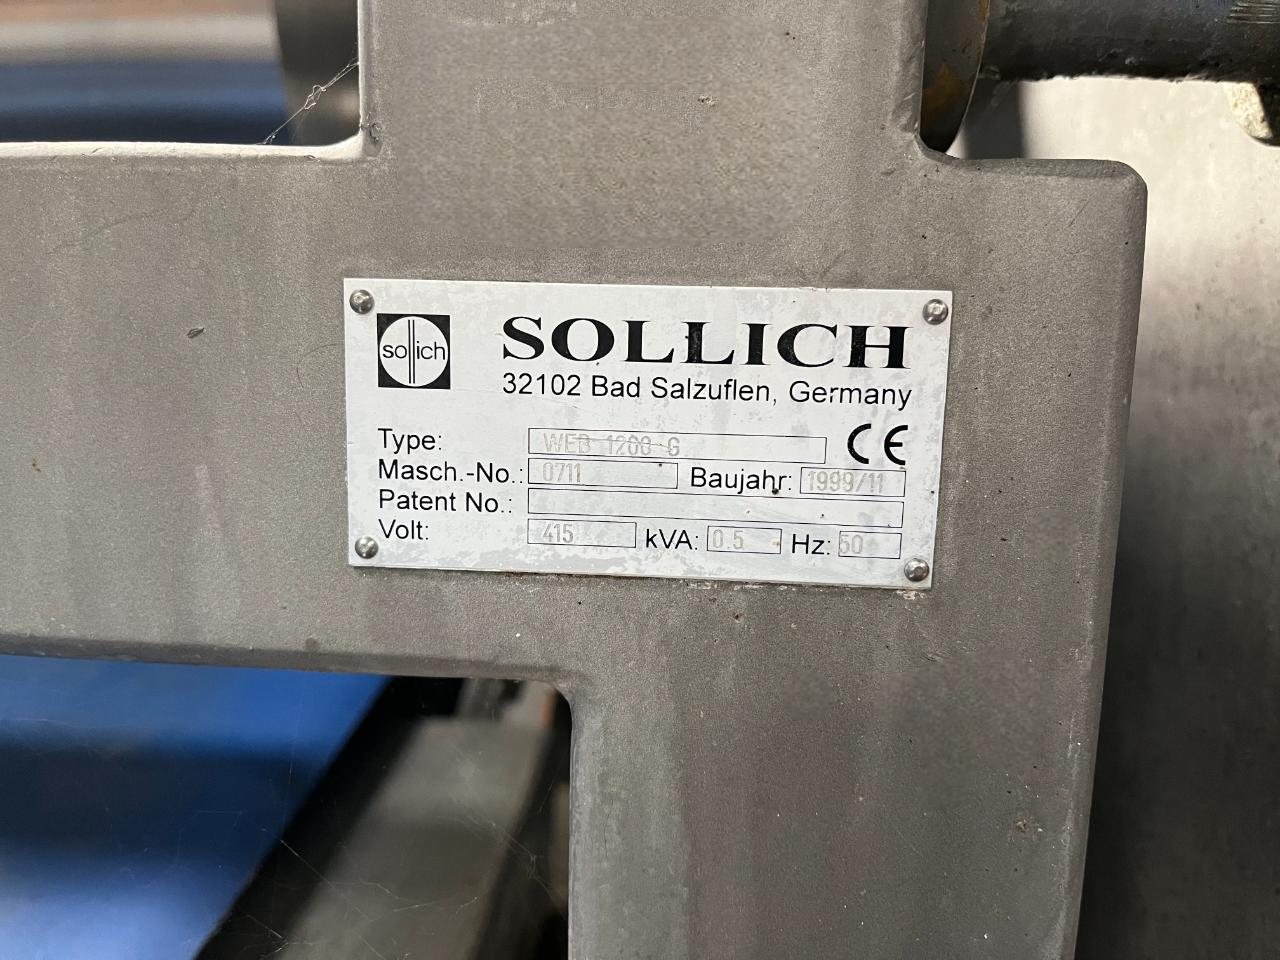 sollich
SOLLICH
32102 Bad Salzuflen, Germany
Type: WEB 1200 G CE
Masch.-No.: 0711 Baujahr: 1999/11
Patent No.:
Volt: 415 kVA: 0.5 Hz: 50